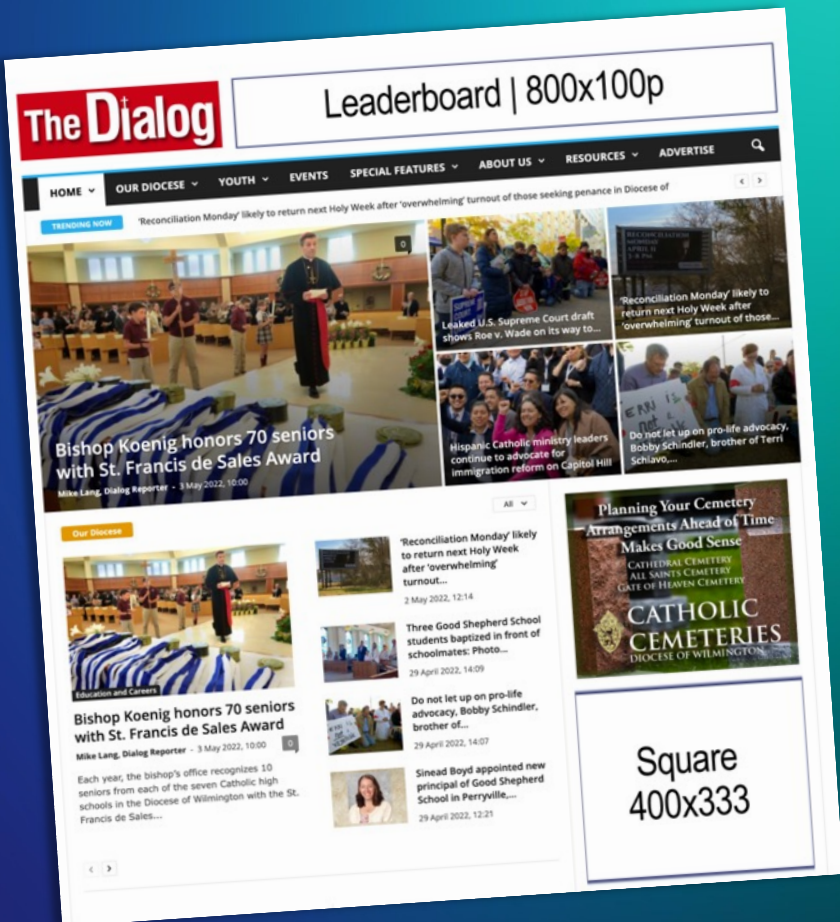 The Dialog
Leaderboard | 800x100p
HOME
OUR DIOCESE
YOUTH
EVENTS
SPECIAL FEATURES
ABOUT US
RESOURCES
ADVERTISE
TRENDING NOW
'Reconciliation Monday' likely to return next Holy Week after 'overwhelming' turnout of those seeking penance in Diocese of
0
Bishop Koenig honors 70 seniors
with St. Francis de Sales Award
Mike Lang, Dialog Reporter - 3 May 2022, 10:00
Leaked U.S. Supreme Court draft
shows Roe v. Wade on its way to...
RECONCILIATION
MONDAY
'Reconciliation Monday' likely to
return next Holy Week after
'overwhelming' turnout of those...
Hispanic Catholic ministry leaders
continue to advocate for
immigration reform on Capitol Hill
Do not let up on pro-life advocacy,
Bobby Schindler, brother of Terri
Schiavo,...
All
Our Diocese
Education and Careers
Bishop Koenig honors 70 seniors
with St. Francis de Sales Award
Mike Lang, Dialog Reporter - 3 May 2022, 10:00
0
Each year, the bishop's office recognizes 10
seniors from each of the seven Catholic high
schools in the Diocese of Wilmington with the St.
Francis de Sales...
'Reconciliation Monday' likely
to return next Holy Week
after 'overwhelming'
turnout...
2 May 2022, 12:14
Three Good Shepherd School
students baptized in front of
schoolmates: Photo...
29 April 2022, 14:09
Do not let up on pro-life
advocacy, Bobby Schindler,
brother of...
29 April 2022, 14:07
Sinead Boyd appointed new
principal of Good Shepherd
School in Perryville,...
29 April 2022, 12:21
Planning Your Cemetery
Arrangements Ahead of Time
Makes Good Sense
CATHEDRAL CEMETERY
ALL SAINTS CEMETERY
GATE OF HEAVEN CEMETERY
CATHOLIC
CEMETERIES
DIOCESE OF WILMINGTON
Square
400x333